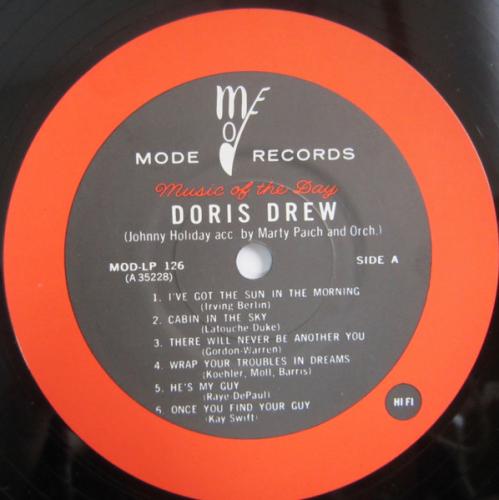 MODE
MODE RECORDS
Music of the Day
DORIS DREW
(Johnny Holiday acc. by Marty Paich and Orch.)
MOD-LP 126 SIDE A
(A 35228)
1. I'VE GOT THE SUN IN THE MORNING
(Irving Berlin)
2. CABIN IN THE SKY
(Latouche Duke)
3. THERE WILL NEVER BE ANOTHER YOU
(Gordon-Warren)
4. WRAP YOUR TROUBLES IN DREAMS
(Koehler, Moll, Barris)
5. HE'S MY GUY
(Raye DePaul)
6. ONCE YOU FIND YOUR GUY
(Kay Swift)
HI FI